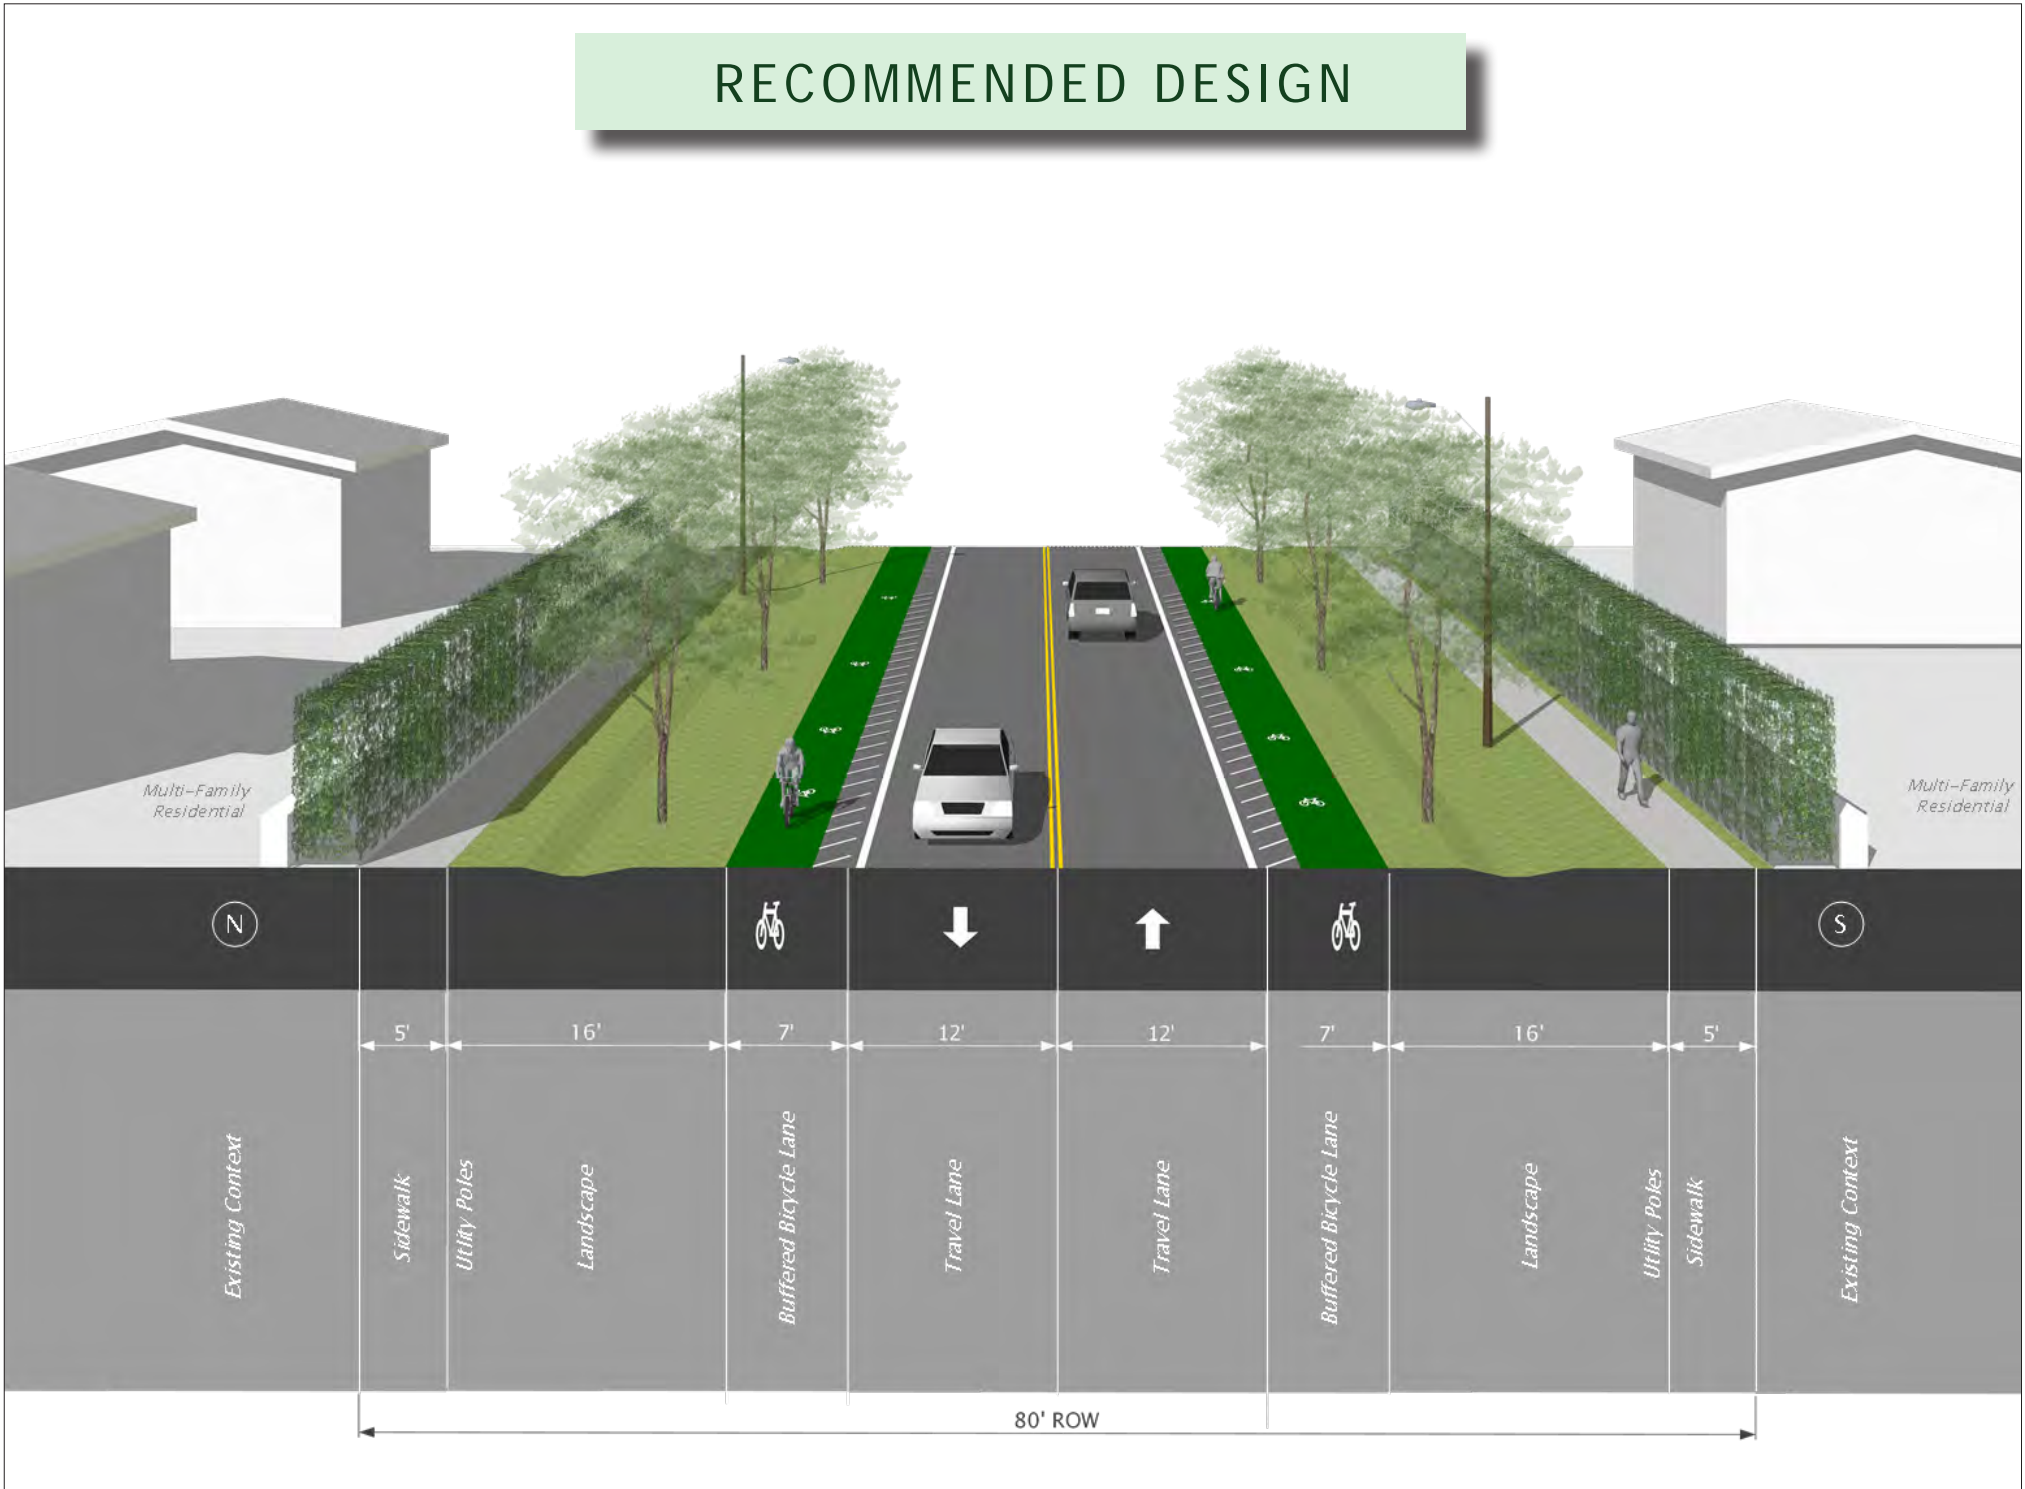 RECOMMENDED DESIGN
Multi-Family
Residential
Multi-Family
Residential
N
S
5'
16'
7'
12'
12'
7'
16'
5'
Existing Context
Sidewalk
Utlity Poles
Landscape
Buffered Bicycle Lane
Travel Lane
Travel Lane
Buffered Bicycle Lane
Landscape
Utlity Poles
Sidewalk
Existing Context
80' ROW